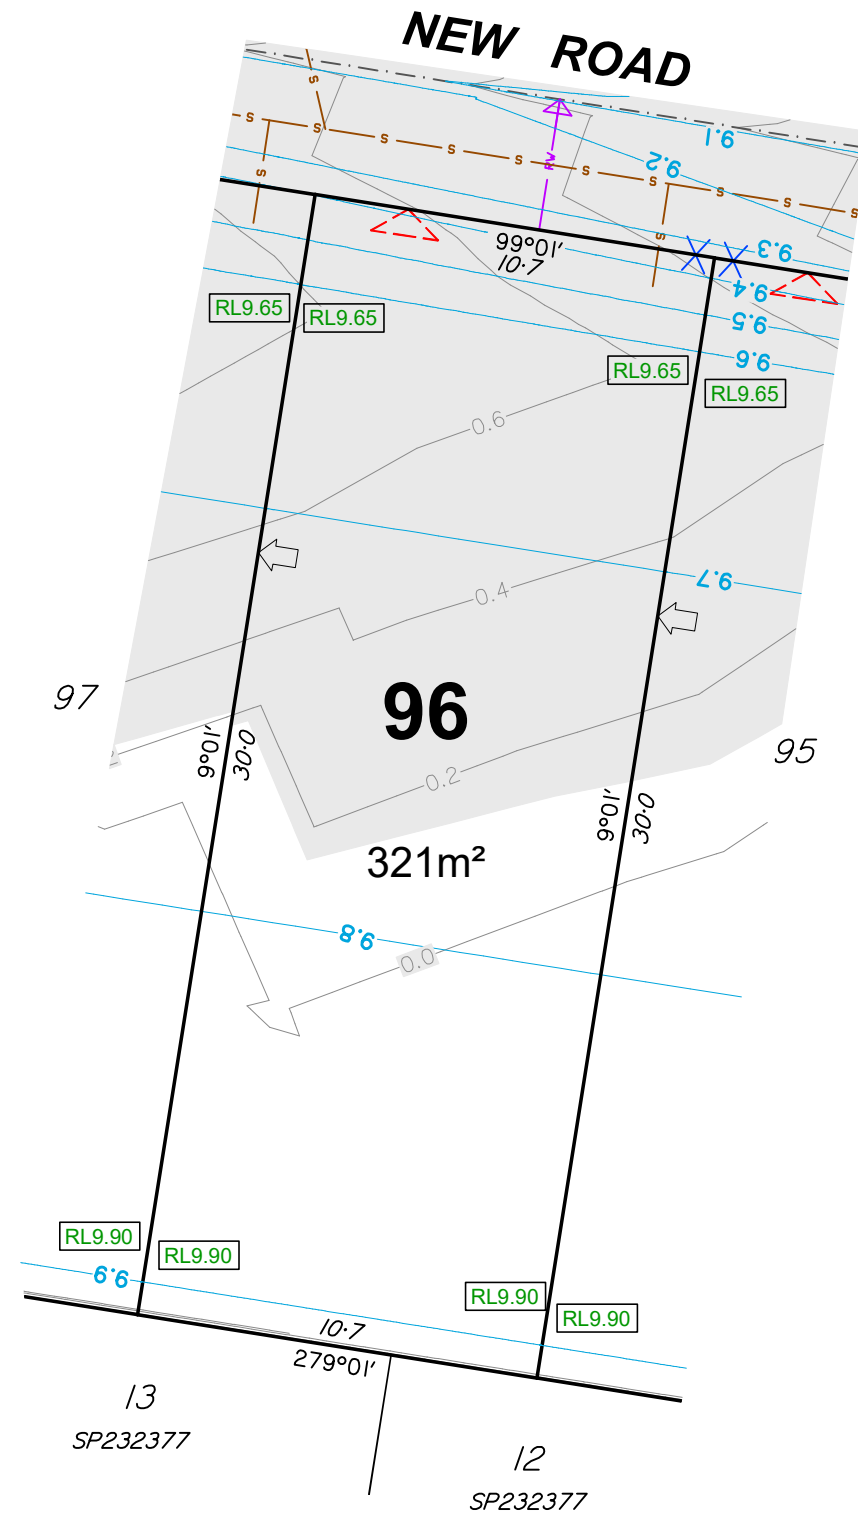 NEW ROAD
S
S
S
S
S
S
S
S
S
S
S
S
RW
9.1
9.2
9.3
9.4
9.5
9.6
99°01'
10·7
RL9.65
RL9.65
RL9.65
RL9.65
0.6
9.7
0.4
97
96
95
9°01'
30·0
0.2
9°01'
30·0
321m²
9.8
0.0
RL9.90
RL9.90
9.9
RL9.90
RL9.90
10·7
279°01'
13
SP232377
12
SP232377